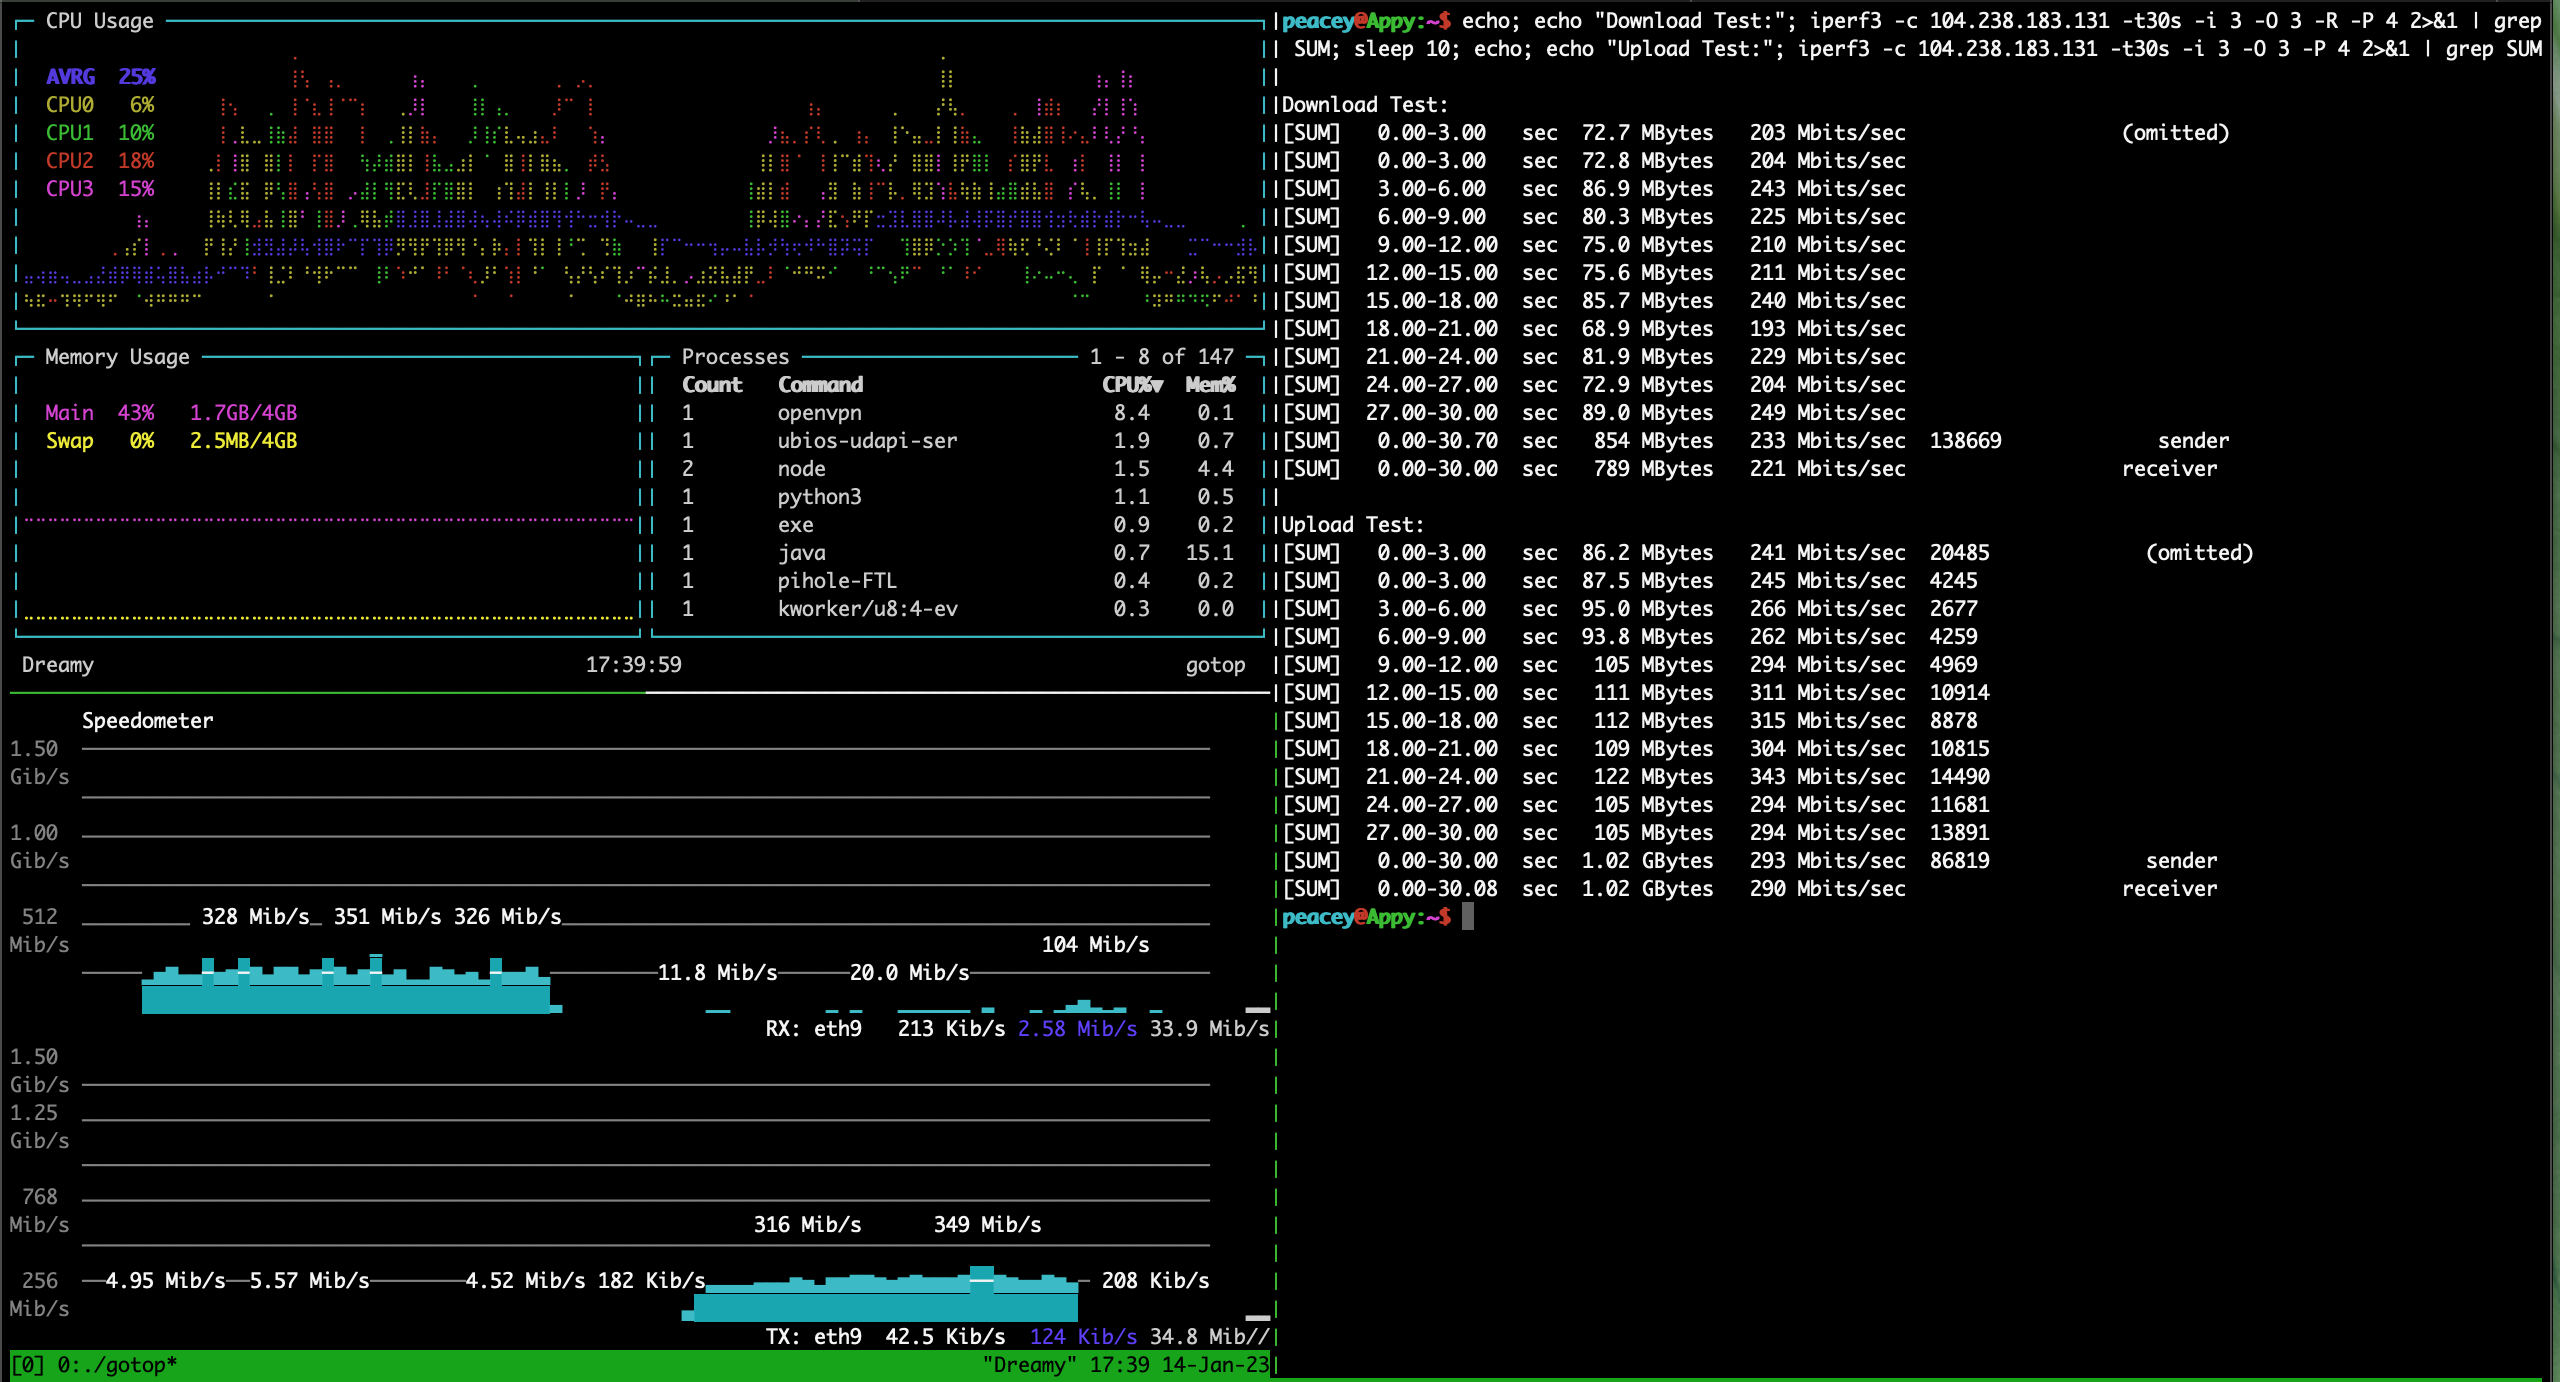 CPU Usage
AVRG 25%
CPU0 6%
CPU1 10%
CPU2 18%
CPU3 15%
Memory Usage
Main 43% 1.7GB/4GB
Swap 0% 2.5MB/4GB
Processes 1 - 8 of 147
Count Command CPU%▼ Mem%
1 openvpn 8.4 0.1
1 ubios-udapi-ser 1.9 0.7
2 node 1.5 4.4
1 python3 1.1 0.5
1 exe 0.9 0.2
1 java 0.7 15.1
1 pihole-FTL 0.4 0.2
1 kworker/u8:4-ev 0.3 0.0
Dreamy 17:39:59 gotop
Speedometer
1.50
Gib/s
1.00
Gib/s
512 328 Mib/s 351 Mib/s 326 Mib/s
Mib/s 104 Mib/s
11.8 Mib/s 20.0 Mib/s
RX: eth9 213 Kib/s 2.58 Mib/s 33.9 Mib/s
1.50
Gib/s
1.25
Gib/s
768
Mib/s 316 Mib/s 349 Mib/s
256 4.95 Mib/s 5.57 Mib/s 4.52 Mib/s 182 Kib/s 208 Kib/s
Mib/s
TX: eth9 42.5 Kib/s 124 Kib/s 34.8 Mib//
[0] 0:./gotop* "Dreamy" 17:39 14-Jan-23
peacey@Appy:~$ echo; echo "Download Test:"; iperf3 -c 104.238.183.131 -t30s -i 3 -O 3 -R -P 4 2>&1 | grep
SUM; sleep 10; echo; echo "Upload Test:"; iperf3 -c 104.238.183.131 -t30s -i 3 -O 3 -P 4 2>&1 | grep SUM
Download Test:
[SUM] 0.00-3.00 sec 72.7 MBytes 203 Mbits/sec (omitted)
[SUM] 0.00-3.00 sec 72.8 MBytes 204 Mbits/sec
[SUM] 3.00-6.00 sec 86.9 MBytes 243 Mbits/sec
[SUM] 6.00-9.00 sec 80.3 MBytes 225 Mbits/sec
[SUM] 9.00-12.00 sec 75.0 MBytes 210 Mbits/sec
[SUM] 12.00-15.00 sec 75.6 MBytes 211 Mbits/sec
[SUM] 15.00-18.00 sec 85.7 MBytes 240 Mbits/sec
[SUM] 18.00-21.00 sec 68.9 MBytes 193 Mbits/sec
[SUM] 21.00-24.00 sec 81.9 MBytes 229 Mbits/sec
[SUM] 24.00-27.00 sec 72.9 MBytes 204 Mbits/sec
[SUM] 27.00-30.00 sec 89.0 MBytes 249 Mbits/sec
[SUM] 0.00-30.70 sec 854 MBytes 233 Mbits/sec 138669 sender
[SUM] 0.00-30.00 sec 789 MBytes 221 Mbits/sec receiver
Upload Test:
[SUM] 0.00-3.00 sec 86.2 MBytes 241 Mbits/sec 20485 (omitted)
[SUM] 0.00-3.00 sec 87.5 MBytes 245 Mbits/sec 4245
[SUM] 3.00-6.00 sec 95.0 MBytes 266 Mbits/sec 2677
[SUM] 6.00-9.00 sec 93.8 MBytes 262 Mbits/sec 4259
[SUM] 9.00-12.00 sec 105 MBytes 294 Mbits/sec 4969
[SUM] 12.00-15.00 sec 111 MBytes 311 Mbits/sec 10914
[SUM] 15.00-18.00 sec 112 MBytes 315 Mbits/sec 8878
[SUM] 18.00-21.00 sec 109 MBytes 304 Mbits/sec 10815
[SUM] 21.00-24.00 sec 122 MBytes 343 Mbits/sec 14490
[SUM] 24.00-27.00 sec 105 MBytes 294 Mbits/sec 11681
[SUM] 27.00-30.00 sec 105 MBytes 294 Mbits/sec 13891
[SUM] 0.00-30.00 sec 1.02 GBytes 293 Mbits/sec 86819 sender
[SUM] 0.00-30.08 sec 1.02 GBytes 290 Mbits/sec receiver
peacey@Appy:~$